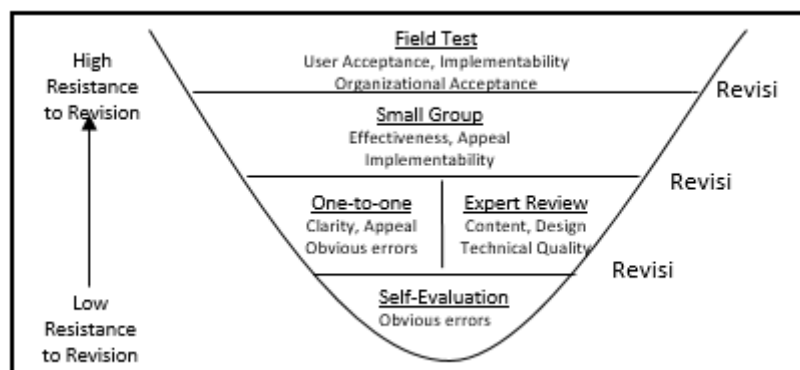 High
Resistance
to Revision
Low
Resistance
to Revision
Field Test
User Acceptance, Implementability
Organizational Acceptance
Revisi
Small Group
Effectiveness, Appeal
Implementability
Revisi
One-to-one
Clarity, Appeal
Obvious errors
Expert Review
Content, Design
Technical Quality
Revisi
Self-Evaluation
Obvious errors